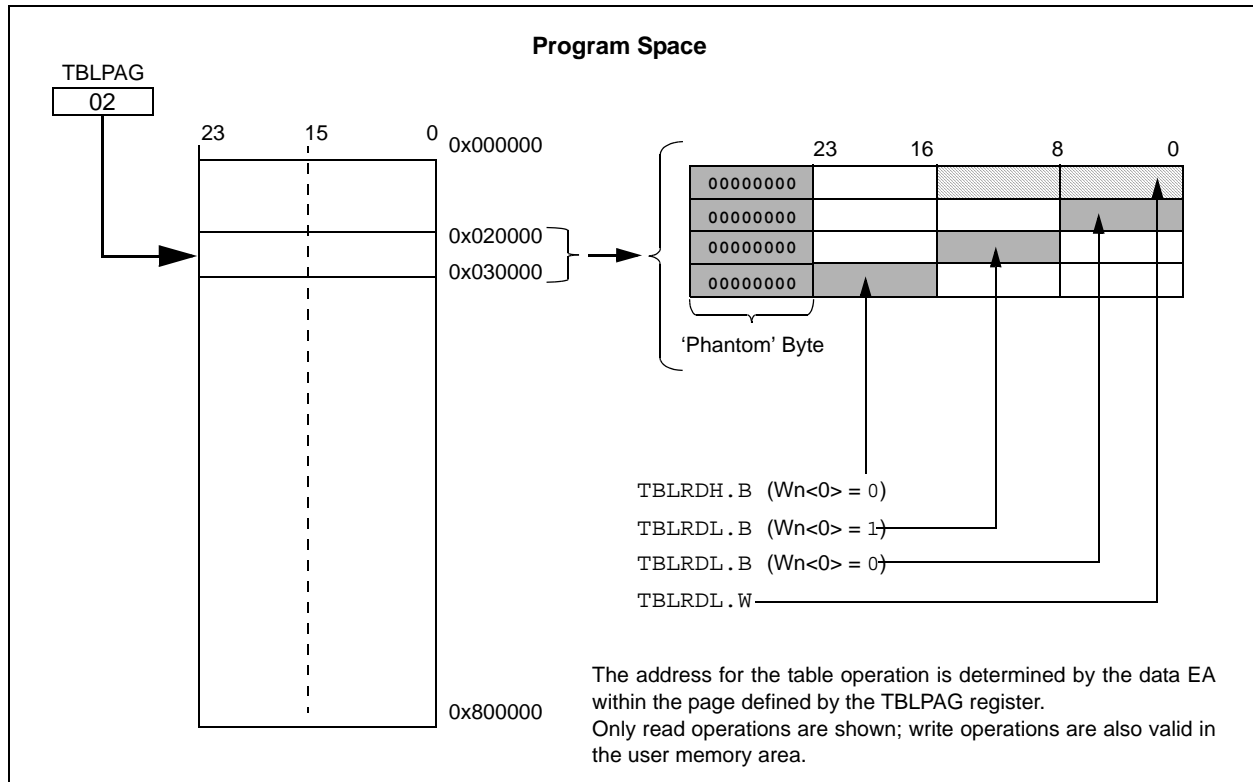 Program Space
TBLPAG
02
23 15 0
0x000000
0x020000
0x030000
0x800000
23 16 8 0
00000000
00000000
00000000
00000000
‘Phantom’ Byte
TBLRDH.B (Wn<0> = 0)
TBLRDL.B (Wn<0> = 1)
TBLRDL.B (Wn<0> = 0)
TBLRDL.W
The address for the table operation is determined by the data EA
within the page defined by the TBLPAG register.
Only read operations are shown; write operations are also valid in
the user memory area.